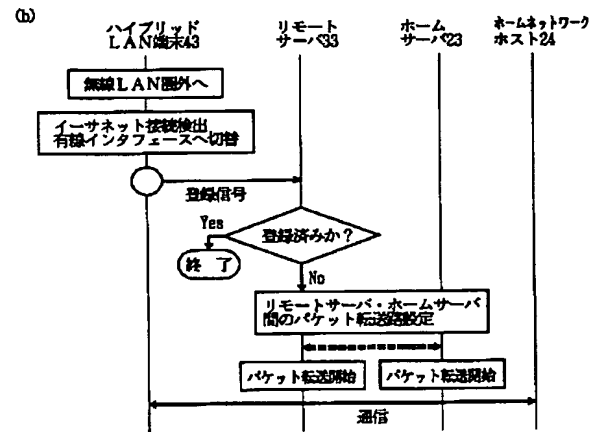 (b)
ハイブリッド
LAN端末43
リモート
サーバ33
ホーム
サーバ23
ホームネットワーク
ホスト24
無線LAN圏外へ
イーサネット接続検出
有線インタフェースへ切替
登録信号
Yes
登録済みか？
終了
No
リモートサーバ・ホームサーバ
間のパケット転送路設定
パケット転送開始
パケット転送開始
通信